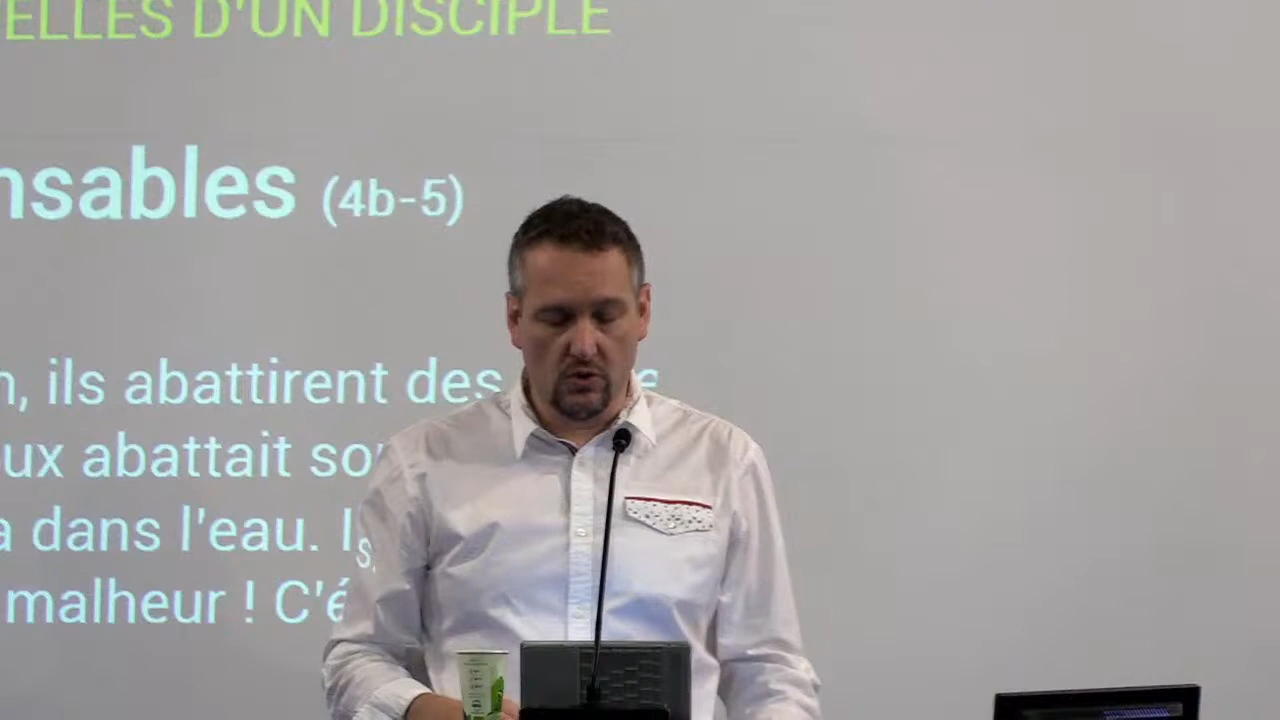 ELLES D'UN DISCIPLE
nsables (4b-5)
n, ils abattirent des
ux abattait so
a dans l'eau. I
malheur ! C'é